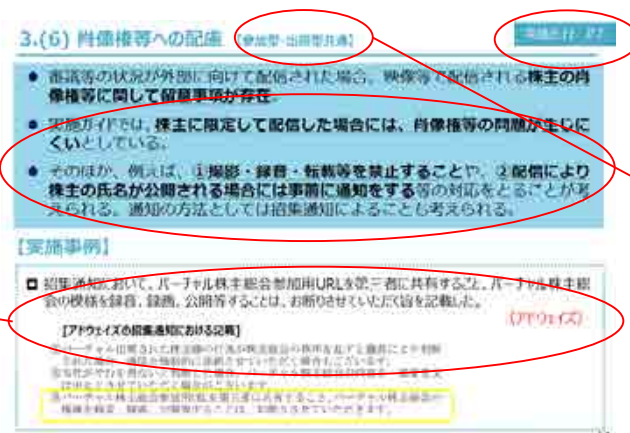 3.(6) 肖像権等への配慮 【参加型・出席型共通】
● 審議等の状況が外部に向けて配信された場合、映像等で配信される株主の肖
像権等に関して留意事項が存在。
● 実施ガイドでは、株主に限定して配信した場合には、肖像権等の問題が生じに
くいとしている。
● そのほか、例えば、①撮影・録音・転載等を禁止することや、②配信により
株主の氏名が公開される場合には事前に通知をする等の対応をとることが考
えられる。通知の方法としては招集通知によることも考えられる。
【実施事例】
招集通知において、バーチャル株主総会参加用URLを第三者に共有すること、バーチャル株主総
会の模様を録音、録画、公開等することは、お断りさせていただく旨を記載した。
(アドウェイズ)
【アドウェイズの招集通知における記載】
バーチャル株主総会参加用URLを第三者に共有すること、バーチャル株主総会の
模様を録音、録画、公開等することは、お断りさせていただきます。